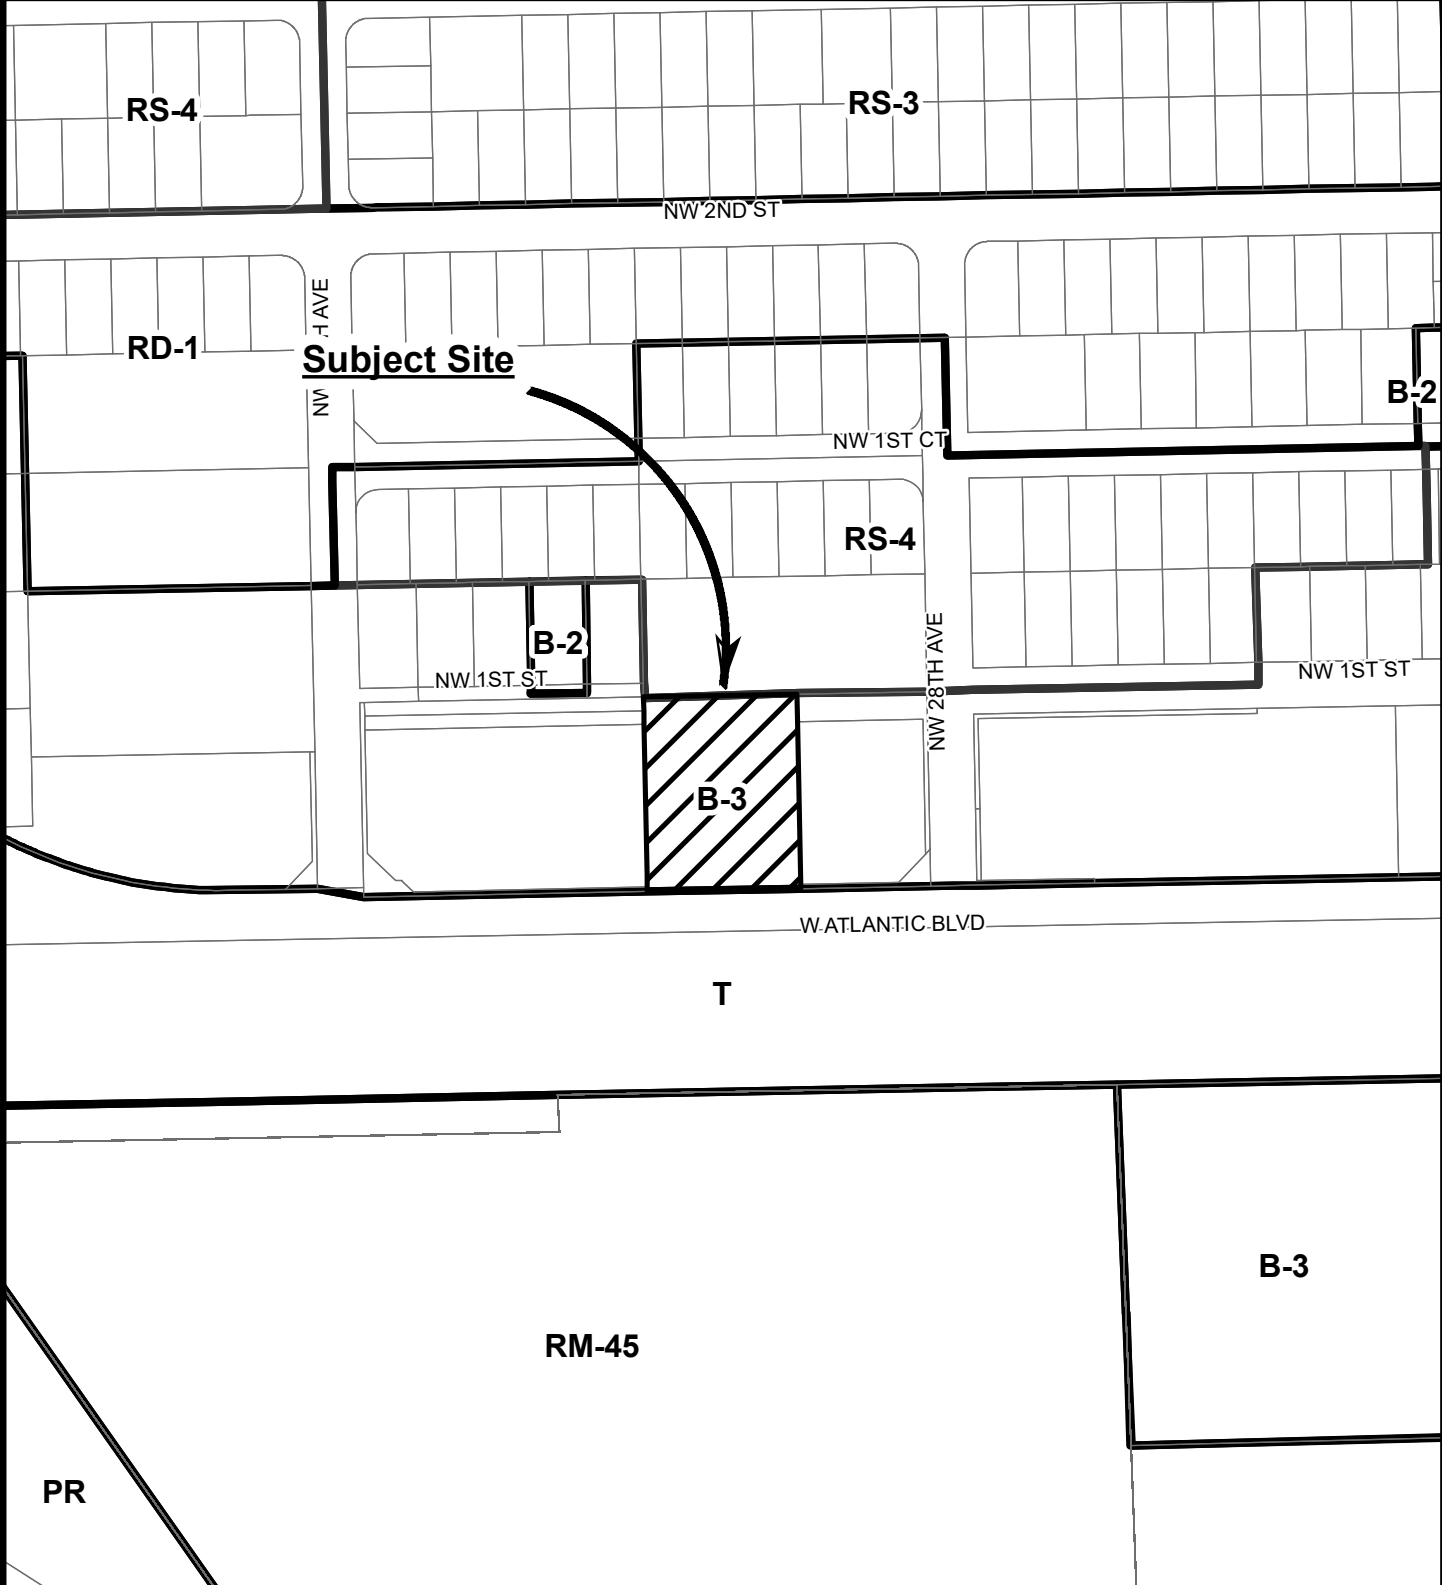 RS-4
RS-3
NW 2ND ST
RD-1
Subject Site
B-2
NW 1ST CT
RS-4
B-2
NW 1ST ST
NW 28TH AVE
NW 1ST ST
B-3
W ATLANTIC BLVD
T
B-3
RM-45
PR